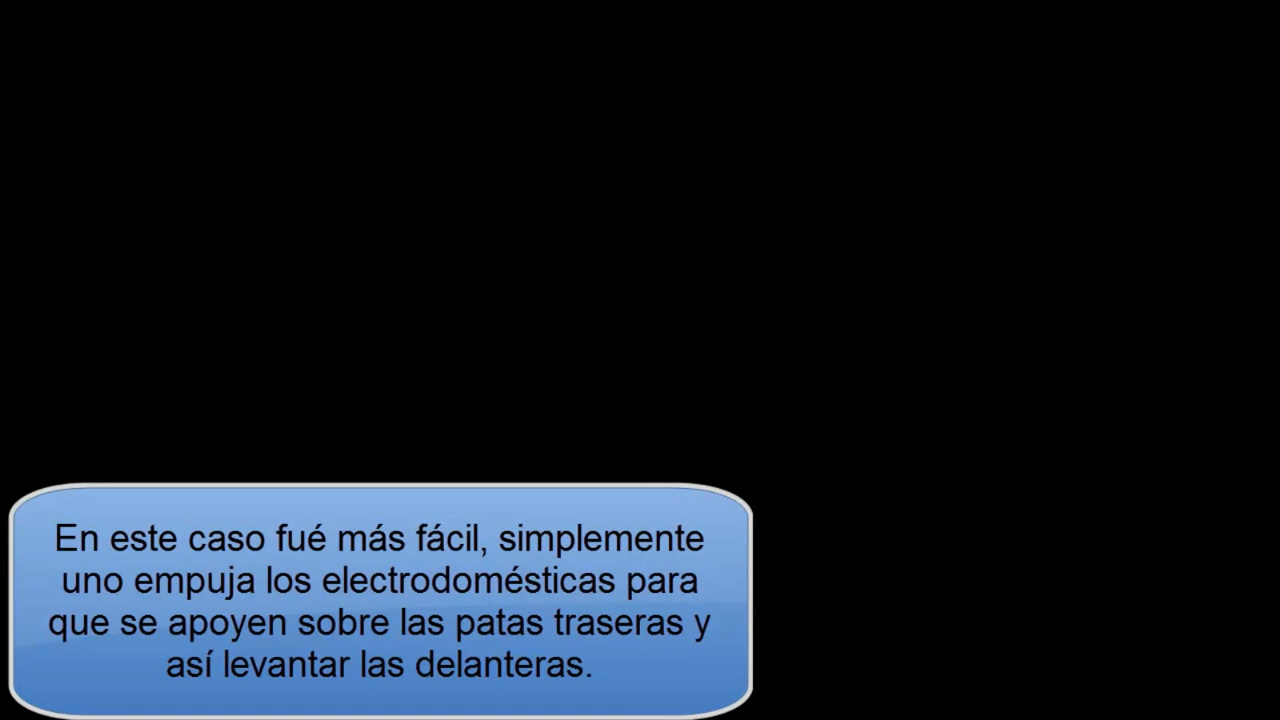 En este caso fué más fácil, simplemente
uno empuja los electrodomésticas para
que se apoyen sobre las patas traseras y
así levantar las delanteras.